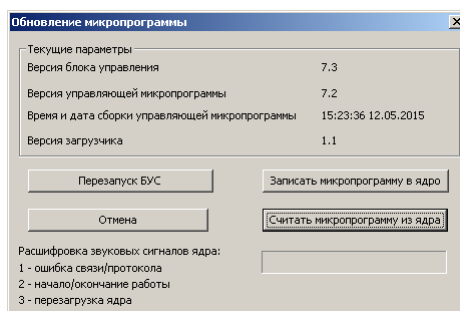 Обновление микропрограммы
Текущие параметры
Версия блока управления 7.3
Версия управляющей микропрограммы 7.2
Время и дата сборки управляющей микропрограммы 15:23:36 12.05.2015
Версия загрузчика 1.1
Перезапуск БУС Записать микропрограмму в ядро
Отмена Считать микропрограмму из ядра
Расшифровка звуковых сигналов ядра:
1 - ошибка связи/протокола
2 - начало/окончание работы
3 - перезагрузка ядра